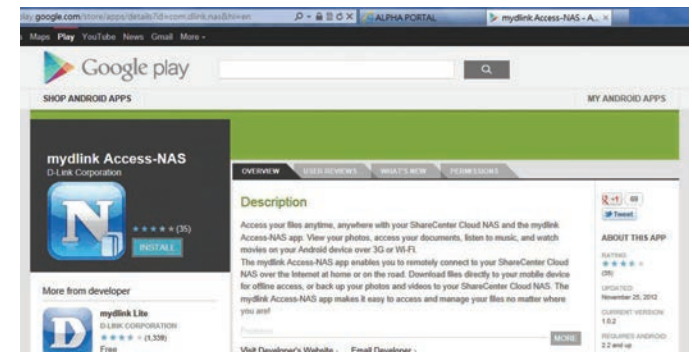 play.google.com/store/apps/details?id=com.dlink.nas&hl=en
ALPHA PORTAL
mydlink Access-NAS - A...
Maps Play YouTube News Gmail More
Google play
SHOP ANDROID APPS
MY ANDROID APPS
mydlink Access-NAS
D-Link Corporation
(35)
INSTALL
OVERVIEW USER REVIEWS WHAT'S NEW PERMISSIONS
Description
Access your files anytime, anywhere with your ShareCenter Cloud NAS and the mydlink
Access-NAS app. View your photos, access your documents, listen to music, and watch
movies on your Android device over 3G or Wi-Fi.
The mydlink Access-NAS app enables you to remotely connect to your ShareCenter Cloud
NAS over the Internet at home or on the road. Download files directly to your mobile device
for offline access, or back up your photos and videos to your ShareCenter Cloud NAS. The
mydlink Access-NAS app makes it easy to access and manage your files no matter where
you are!
MORE
Visit Developer's Website › Email Developer ›
+1
Tweet
ABOUT THIS APP
RATING:
(35)
UPDATED:
November 25, 2012
CURRENT VERSION:
1.0.2
REQUIRES ANDROID:
2.2 and up
More from developer
mydlink Lite
D-LINK CORPORATION
(1,339)
Free